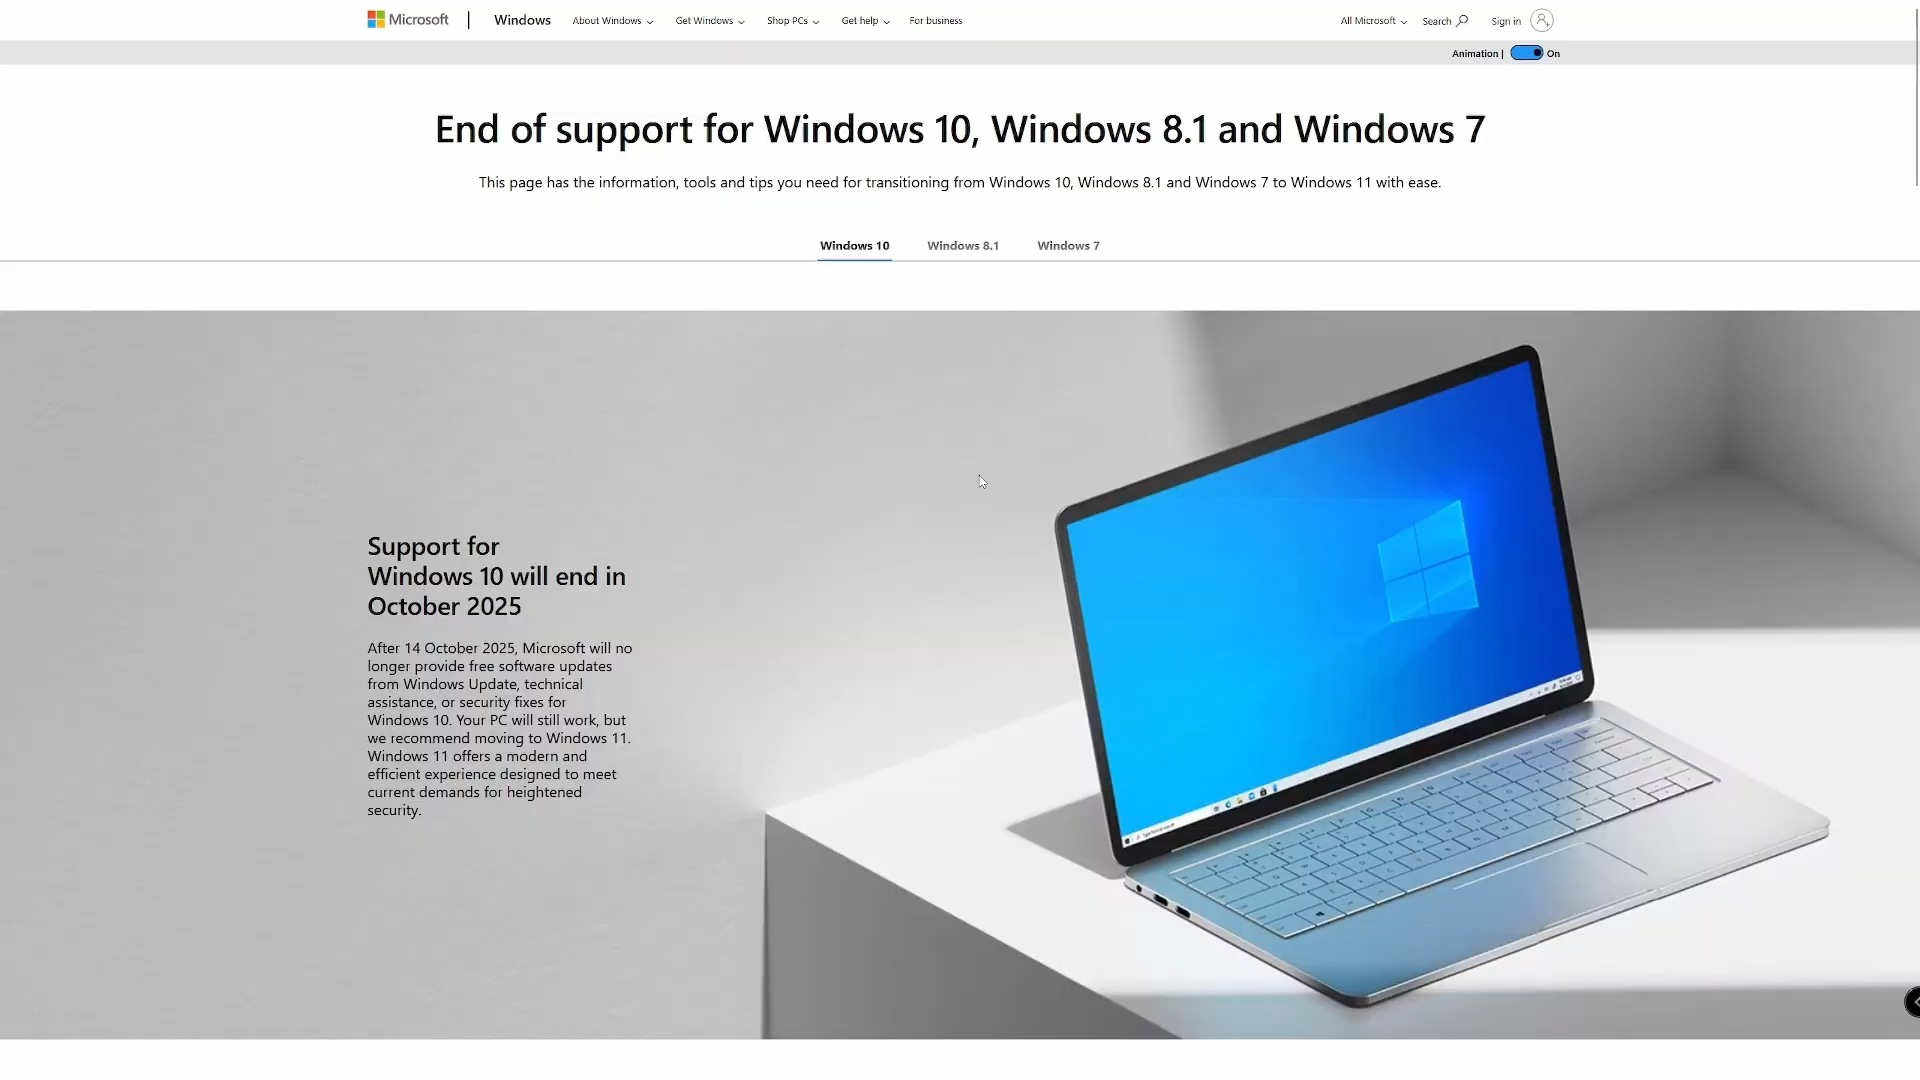 Microsoft
Windows
About Windows
Get Windows
Shop PCs
Get help
For business
All Microsoft
Search
Sign in
Animation |
On
End of support for Windows 10, Windows 8.1 and Windows 7
This page has the information, tools and tips you need for transitioning from Windows 10, Windows 8.1 and Windows 7 to Windows 11 with ease.
Windows 10
Windows 8.1
Windows 7
Support for
Windows 10 will end in
October 2025
After 14 October 2025, Microsoft will no
longer provide free software updates
from Windows Update, technical
assistance, or security fixes for
Windows 10. Your PC will still work, but
we recommend moving to Windows 11.
Windows 11 offers a modern and
efficient experience designed to meet
current demands for heightened
security.